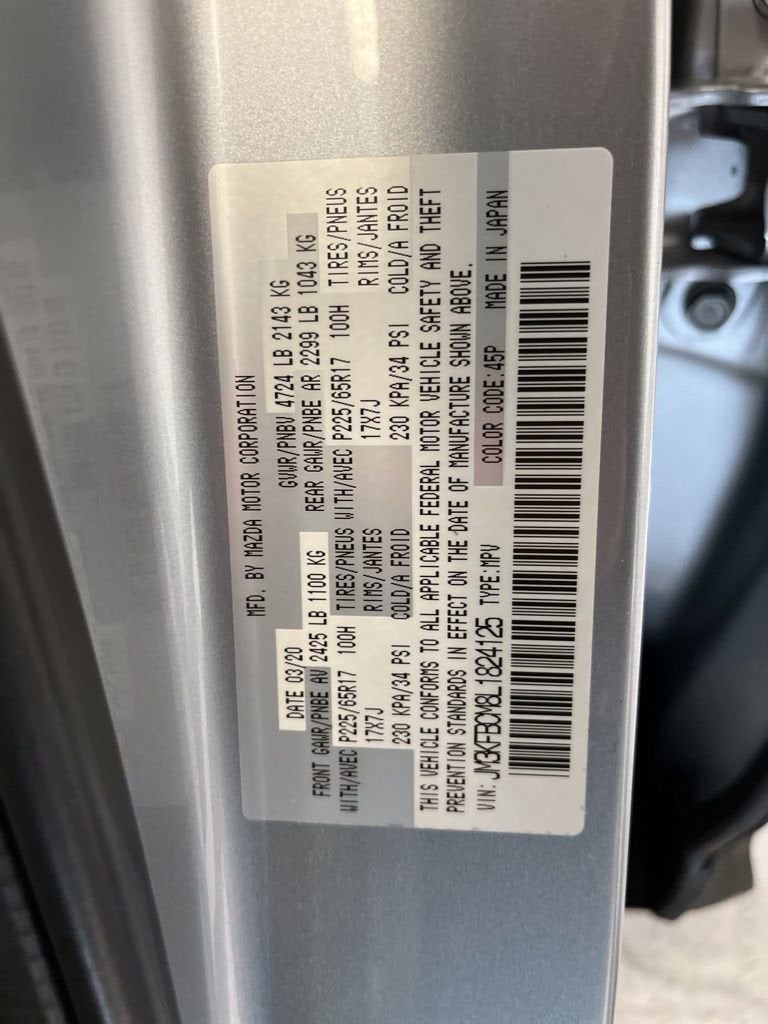 MFD. BY MAZDA MOTOR CORPORATION
DATE 03/20 GVWR/PNBV 4724 LB 2143 KG
FRONT GAWR/PNBE AV 2425 LB 1100 KG REAR GAWR/PNBE AR 2299 LB 1043 KG
WITH/AVEC P225/65R17 100H TIRES/PNEUS WITH/AVEC P225/65R17 100H TIRES/PNEUS
17X7J RIMS/JANTES 17X7J RIMS/JANTES
230 KPA/34 PSI COLD/A FROID 230 KPA/34 PSI COLD/A FROID
THIS VEHICLE CONFORMS TO ALL APPLICABLE FEDERAL MOTOR VEHICLE SAFETY AND THEFT
PREVENTION STANDARDS IN EFFECT ON THE DATE OF MANUFACTURE SHOWN ABOVE.
VIN: JM3KFBCM8L1824125 TYPE:MPV COLOR CODE:45P MADE IN JAPAN